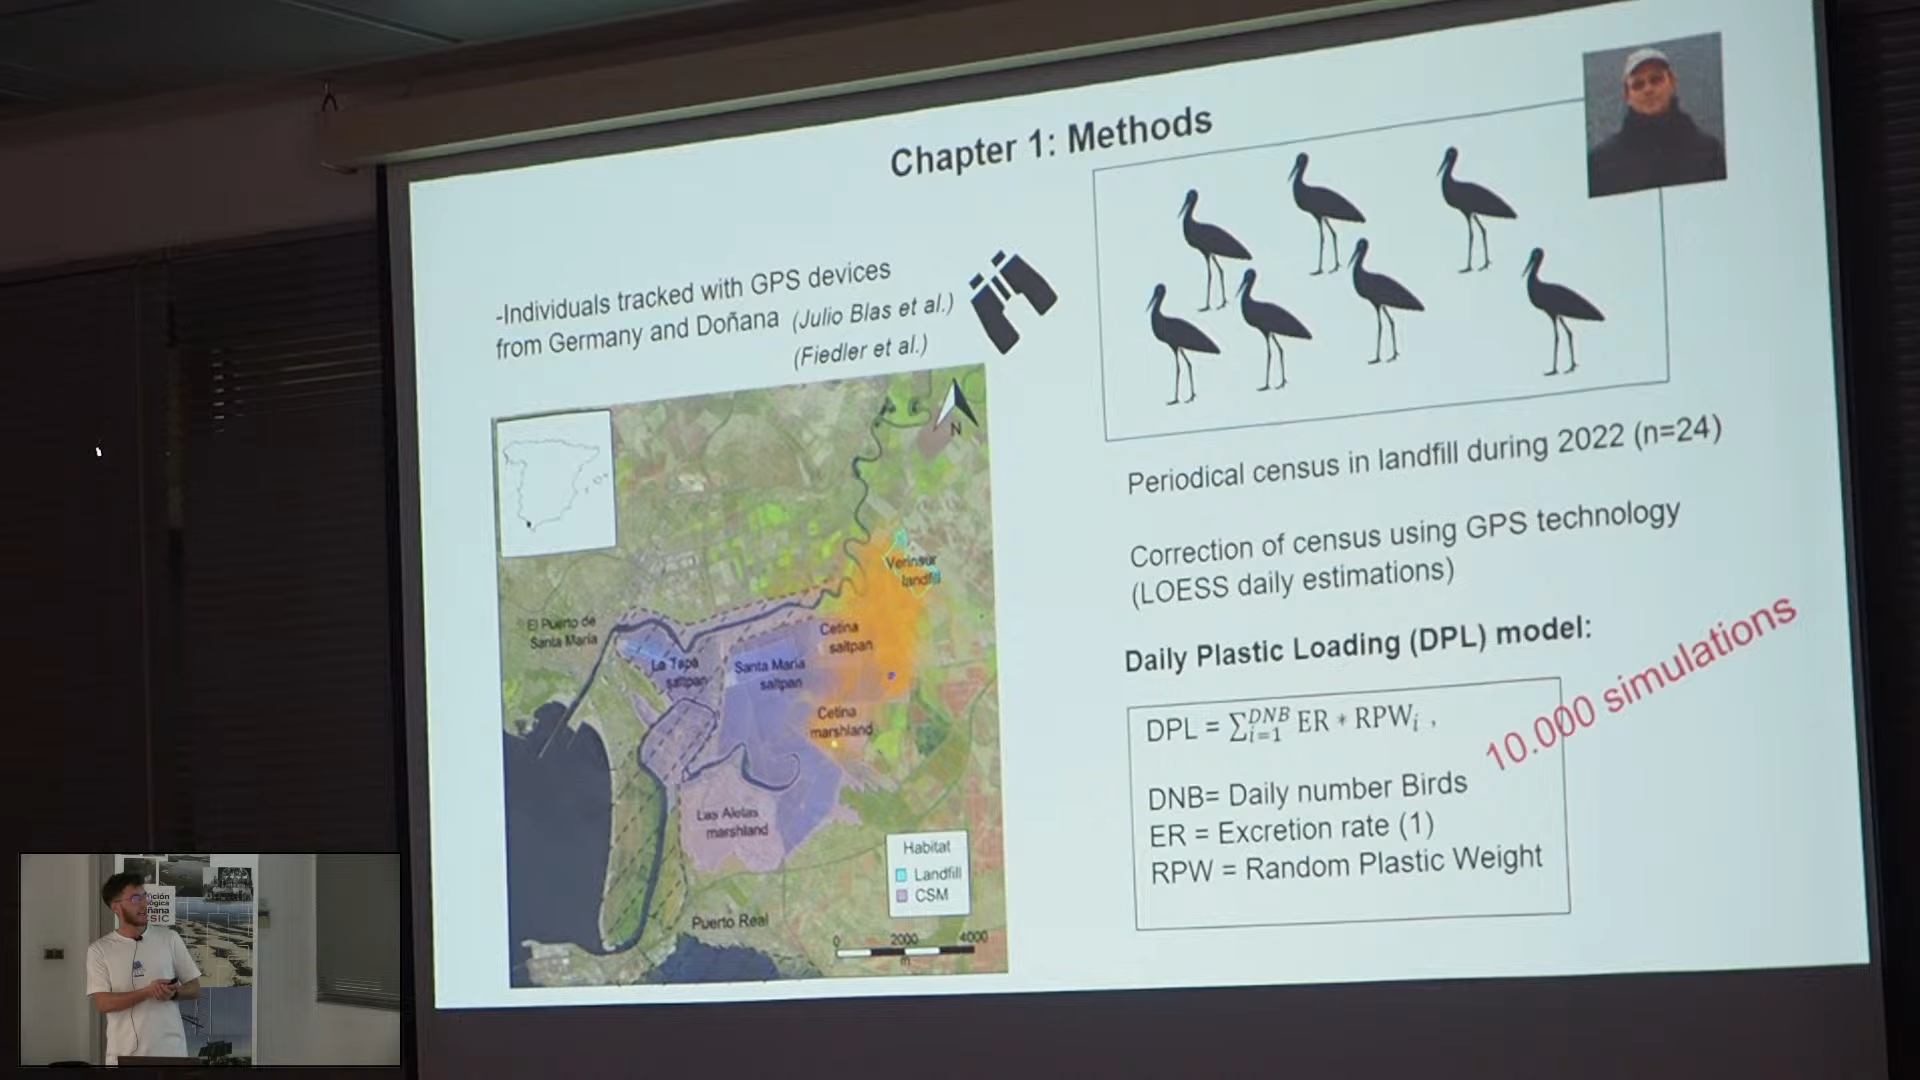 Chapter 1: Methods
-Individuals tracked with GPS devices
from Germany and Doñana (Julio Blas et al.)
(Fiedler et al.)
N
Verinsur
landfill
El Puerto de
Santa María
Cetina
saltpan
La Tapa
saltpan
Santa María
saltpan
Cetina
marshland
Las Aletas
marshland
Habitat
Landfill
CSM
Puerto Real
0 2000 4000
m
Periodical census in landfill during 2022 (n=24)
Correction of census using GPS technology
(LOESS daily estimations)
Daily Plastic Loading (DPL) model:
10.000 simulations
DPL = ∑_{i=1}^{DNB} ER * RPW_i ,
DNB= Daily number Birds
ER = Excretion rate (1)
RPW = Random Plastic Weight
CSIC